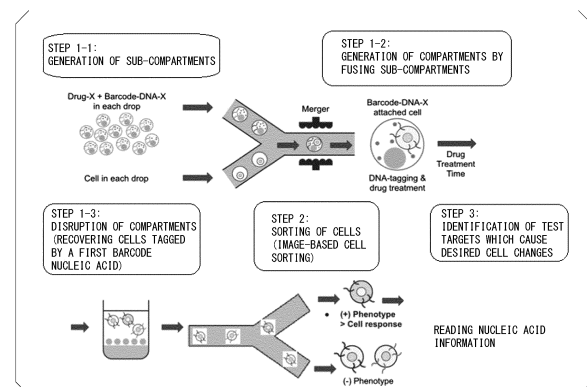 STEP 1-1:
GENERATION OF SUB-COMPARTMENTS
STEP 1-2:
GENERATION OF COMPARTMENTS BY
FUSING SUB-COMPARTMENTS
Drug-X + Barcode-DNA-X
in each drop
Cell in each drop
Merger
Barcode-DNA-X
attached cell
DNA-tagging &
drug treatment
Drug
Treatment
Time
STEP 1-3:
DISRUPTION OF COMPARTMENTS
(RECOVERING CELLS TAGGED
BY A FIRST BARCODE
NUCLEIC ACID)
STEP 2:
SORTING OF CELLS
(IMAGE-BASED CELL
SORTING)
STEP 3:
IDENTIFICATION OF TEST
TARGETS WHICH CAUSE
DESIRED CELL CHANGES
• (+) Phenotype
> Cell response
(-) Phenotype
READING NUCLEIC ACID
INFORMATION